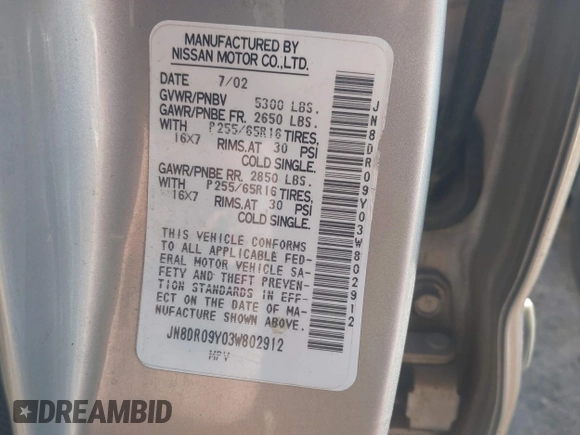 MANUFACTURED BY
NISSAN MOTOR CO.,LTD.
DATE 7/02
GVWR/PNBV 5300 LBS.
GAWR/PNBE FR. 2650 LBS.
WITH P255/65R16 TIRES,
16X7 RIMS.AT 30 PSI
COLD SINGLE.
GAWR/PNBE RR. 2850 LBS.
WITH P255/65R16 TIRES,
16X7 RIMS.AT 30 PSI
COLD SINGLE.
THIS VEHICLE CONFORMS
TO ALL APPLICABLE FED-
ERAL MOTOR VEHICLE SA-
FETY AND THEFT PREVEN-
TION STANDARDS IN EFF-
ECT ON THE DATE OF MA-
NUFACTURE SHOWN ABOVE.
JN8DR09Y03W802912
MPV
JN8DR09Y03W802912
DREAMBID